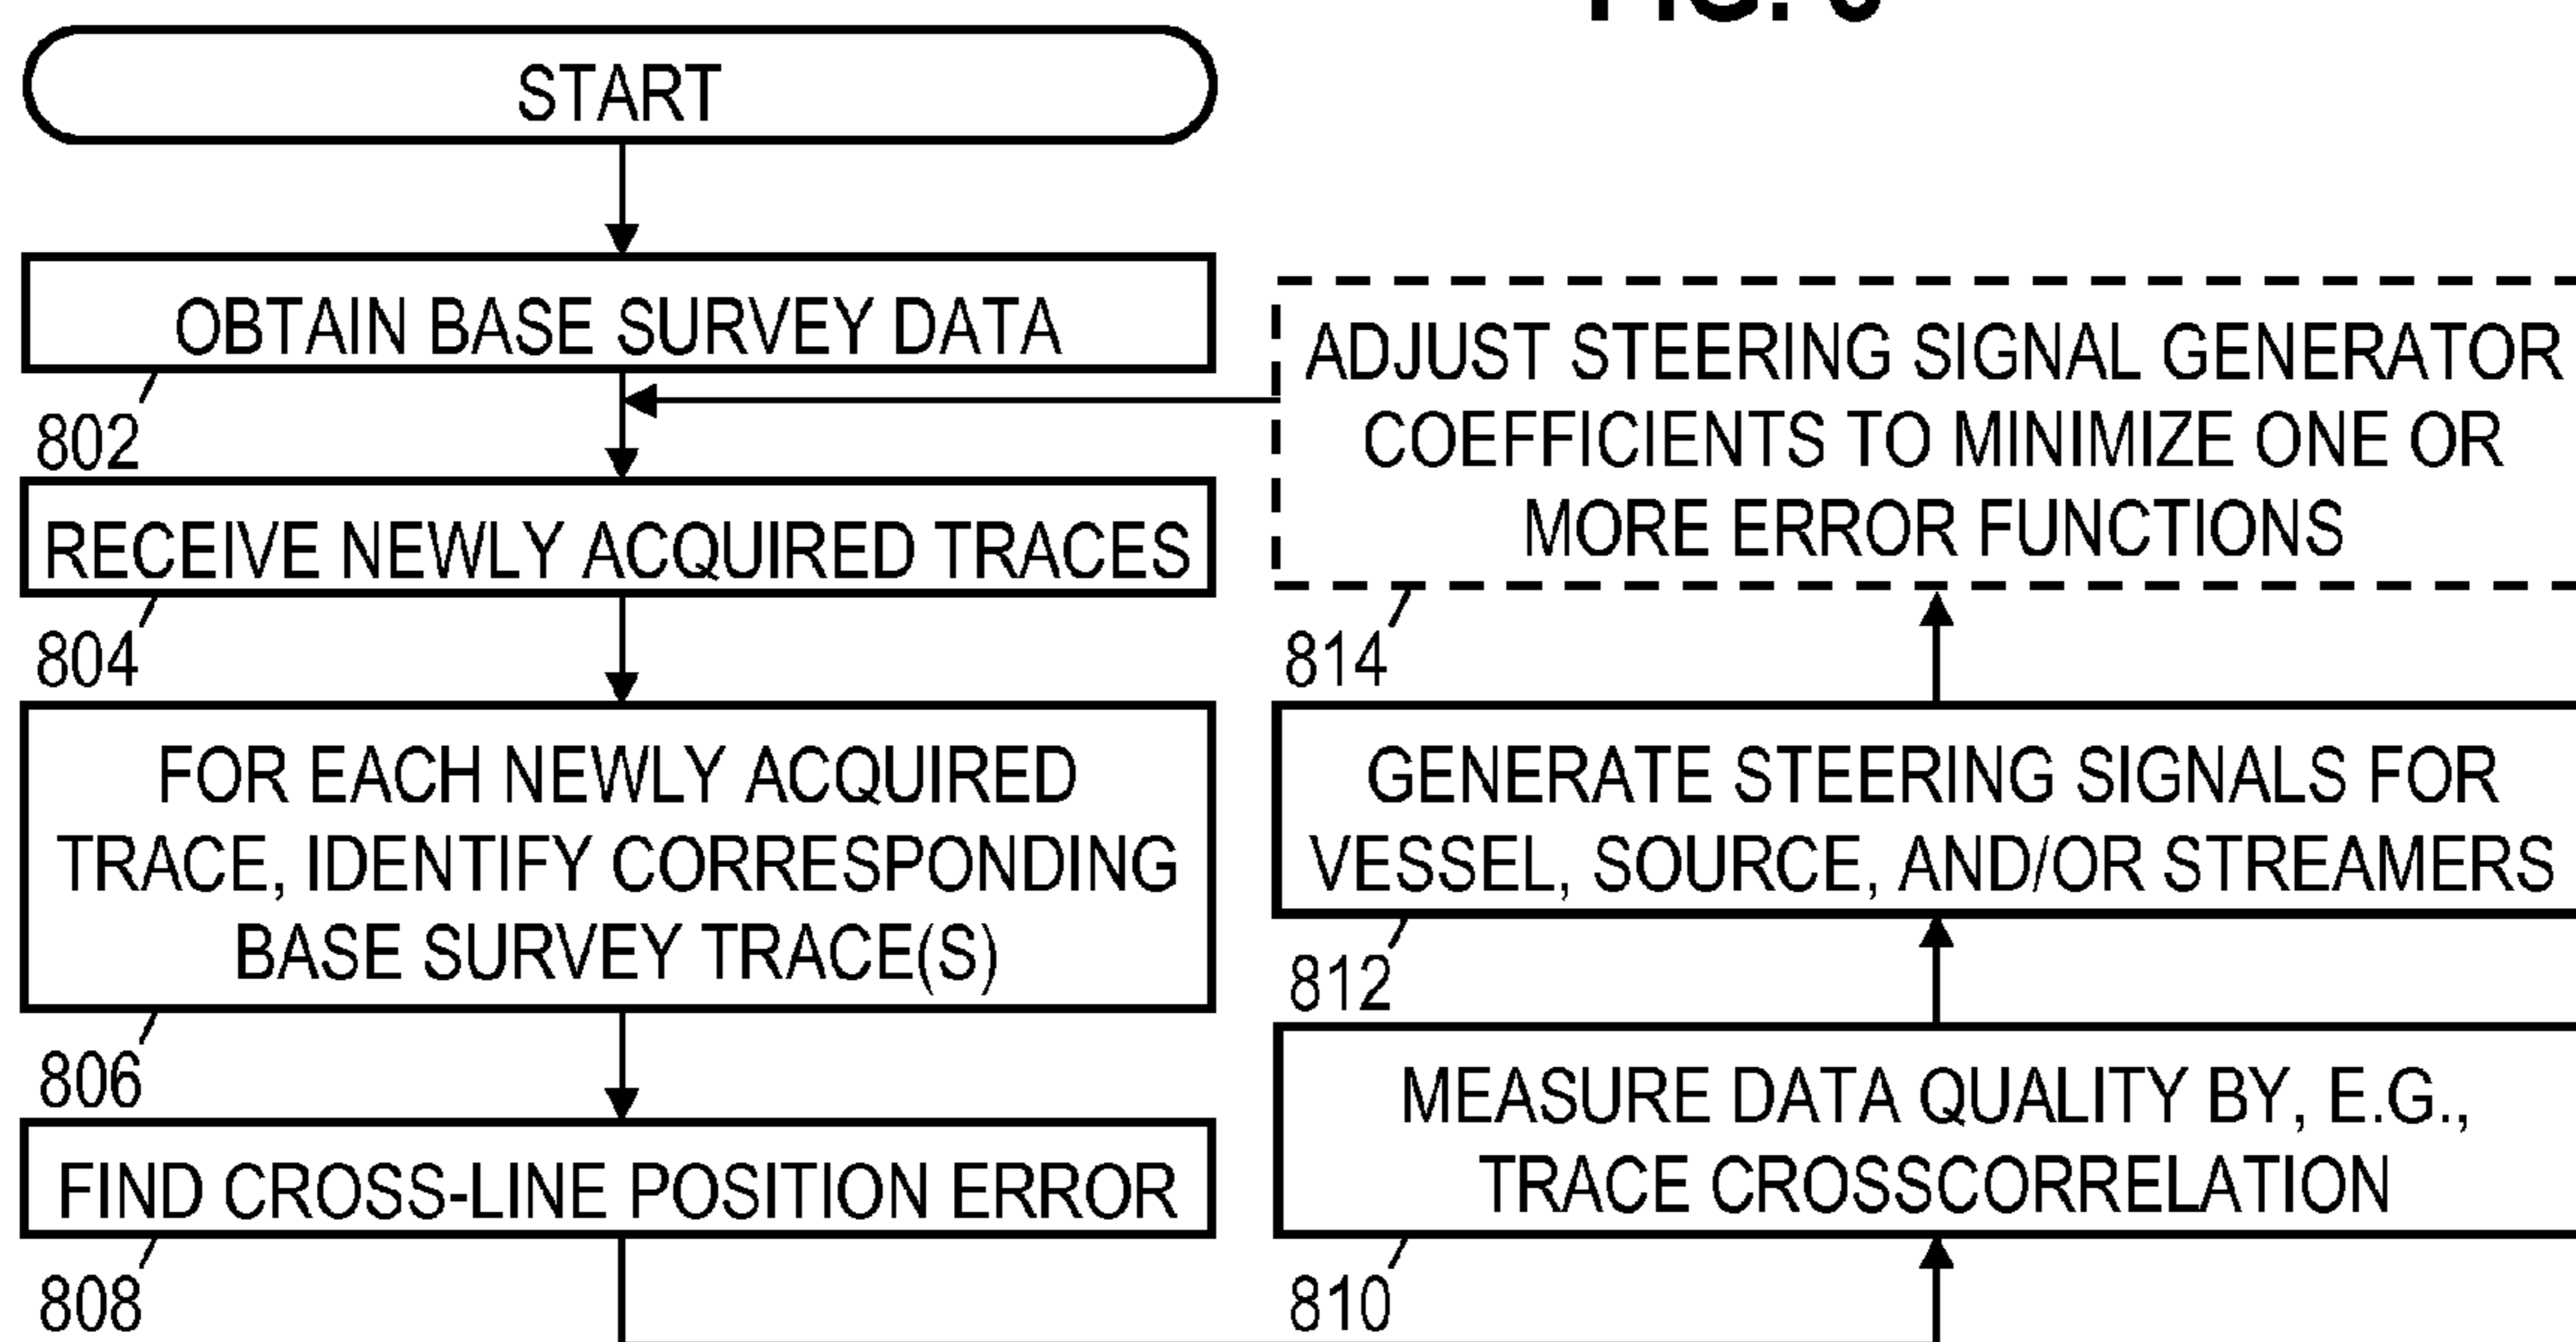 START
OBTAIN BASE SURVEY DATA
802
RECEIVE NEWLY ACQUIRED TRACES
804
FOR EACH NEWLY ACQUIRED
TRACE, IDENTIFY CORRESPONDING
BASE SURVEY TRACE(S)
806
FIND CROSS-LINE POSITION ERROR
808
ADJUST STEERING SIGNAL GENERATOR
COEFFICIENTS TO MINIMIZE ONE OR
MORE ERROR FUNCTIONS
814
GENERATE STEERING SIGNALS FOR
VESSEL, SOURCE, AND/OR STREAMERS
812
MEASURE DATA QUALITY BY, E.G.,
TRACE CROSSCORRELATION
810